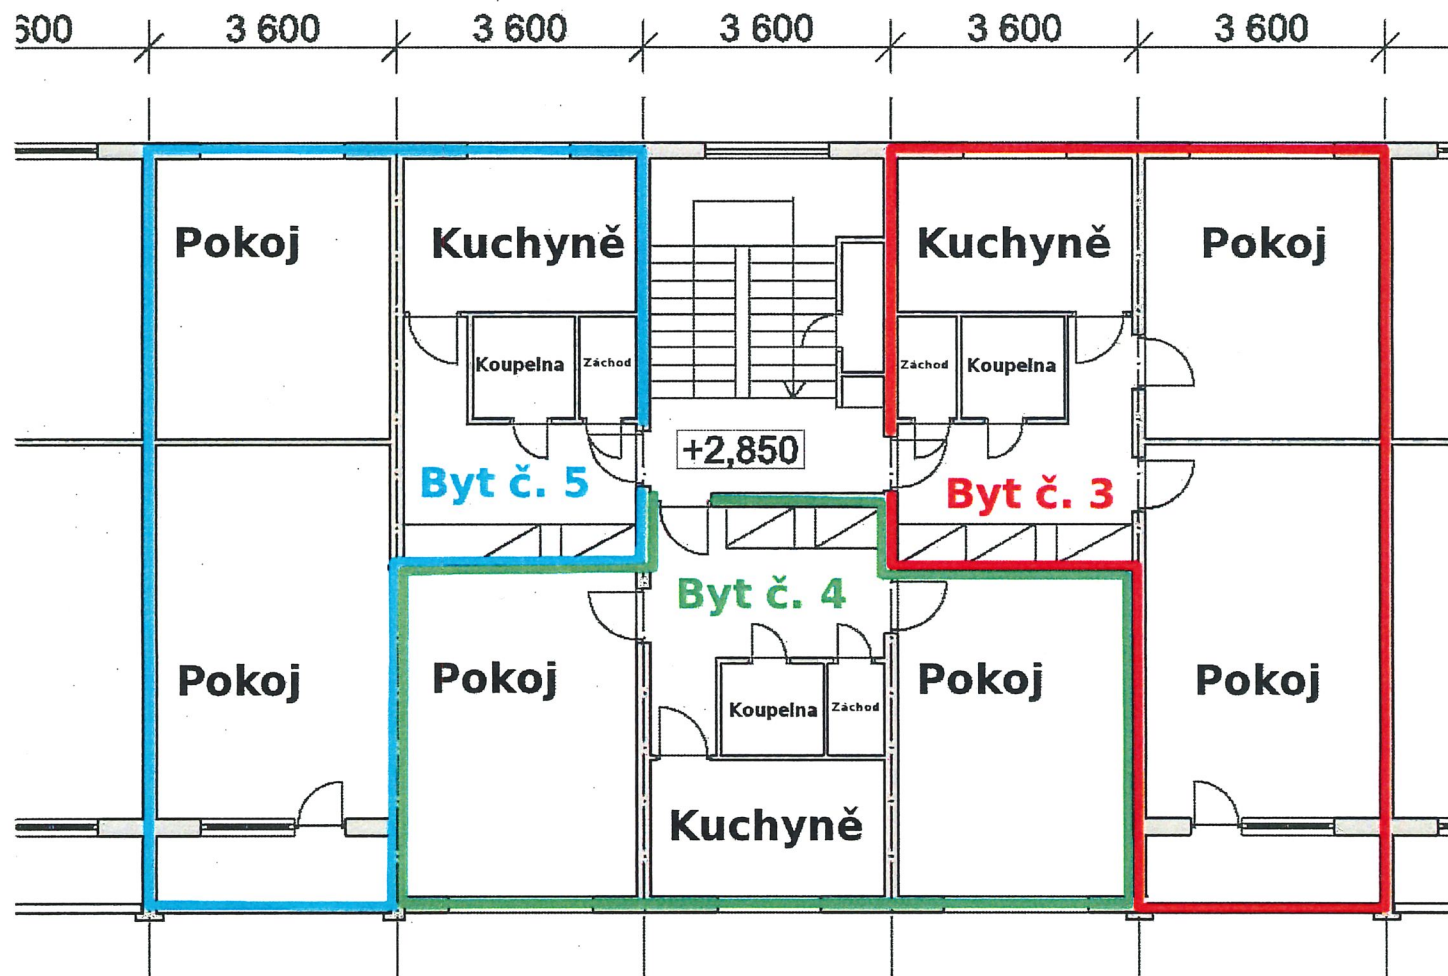 600 3 600 3 600 3 600 3 600 3 600
Pokoj Kuchyně Kuchyně Pokoj
Koupelna Záchod Záchod Koupelna
+2,850
Byt č. 5 Byt č. 3
Byt č. 4
Pokoj Pokoj Pokoj Pokoj
Koupelna Záchod
Kuchyně